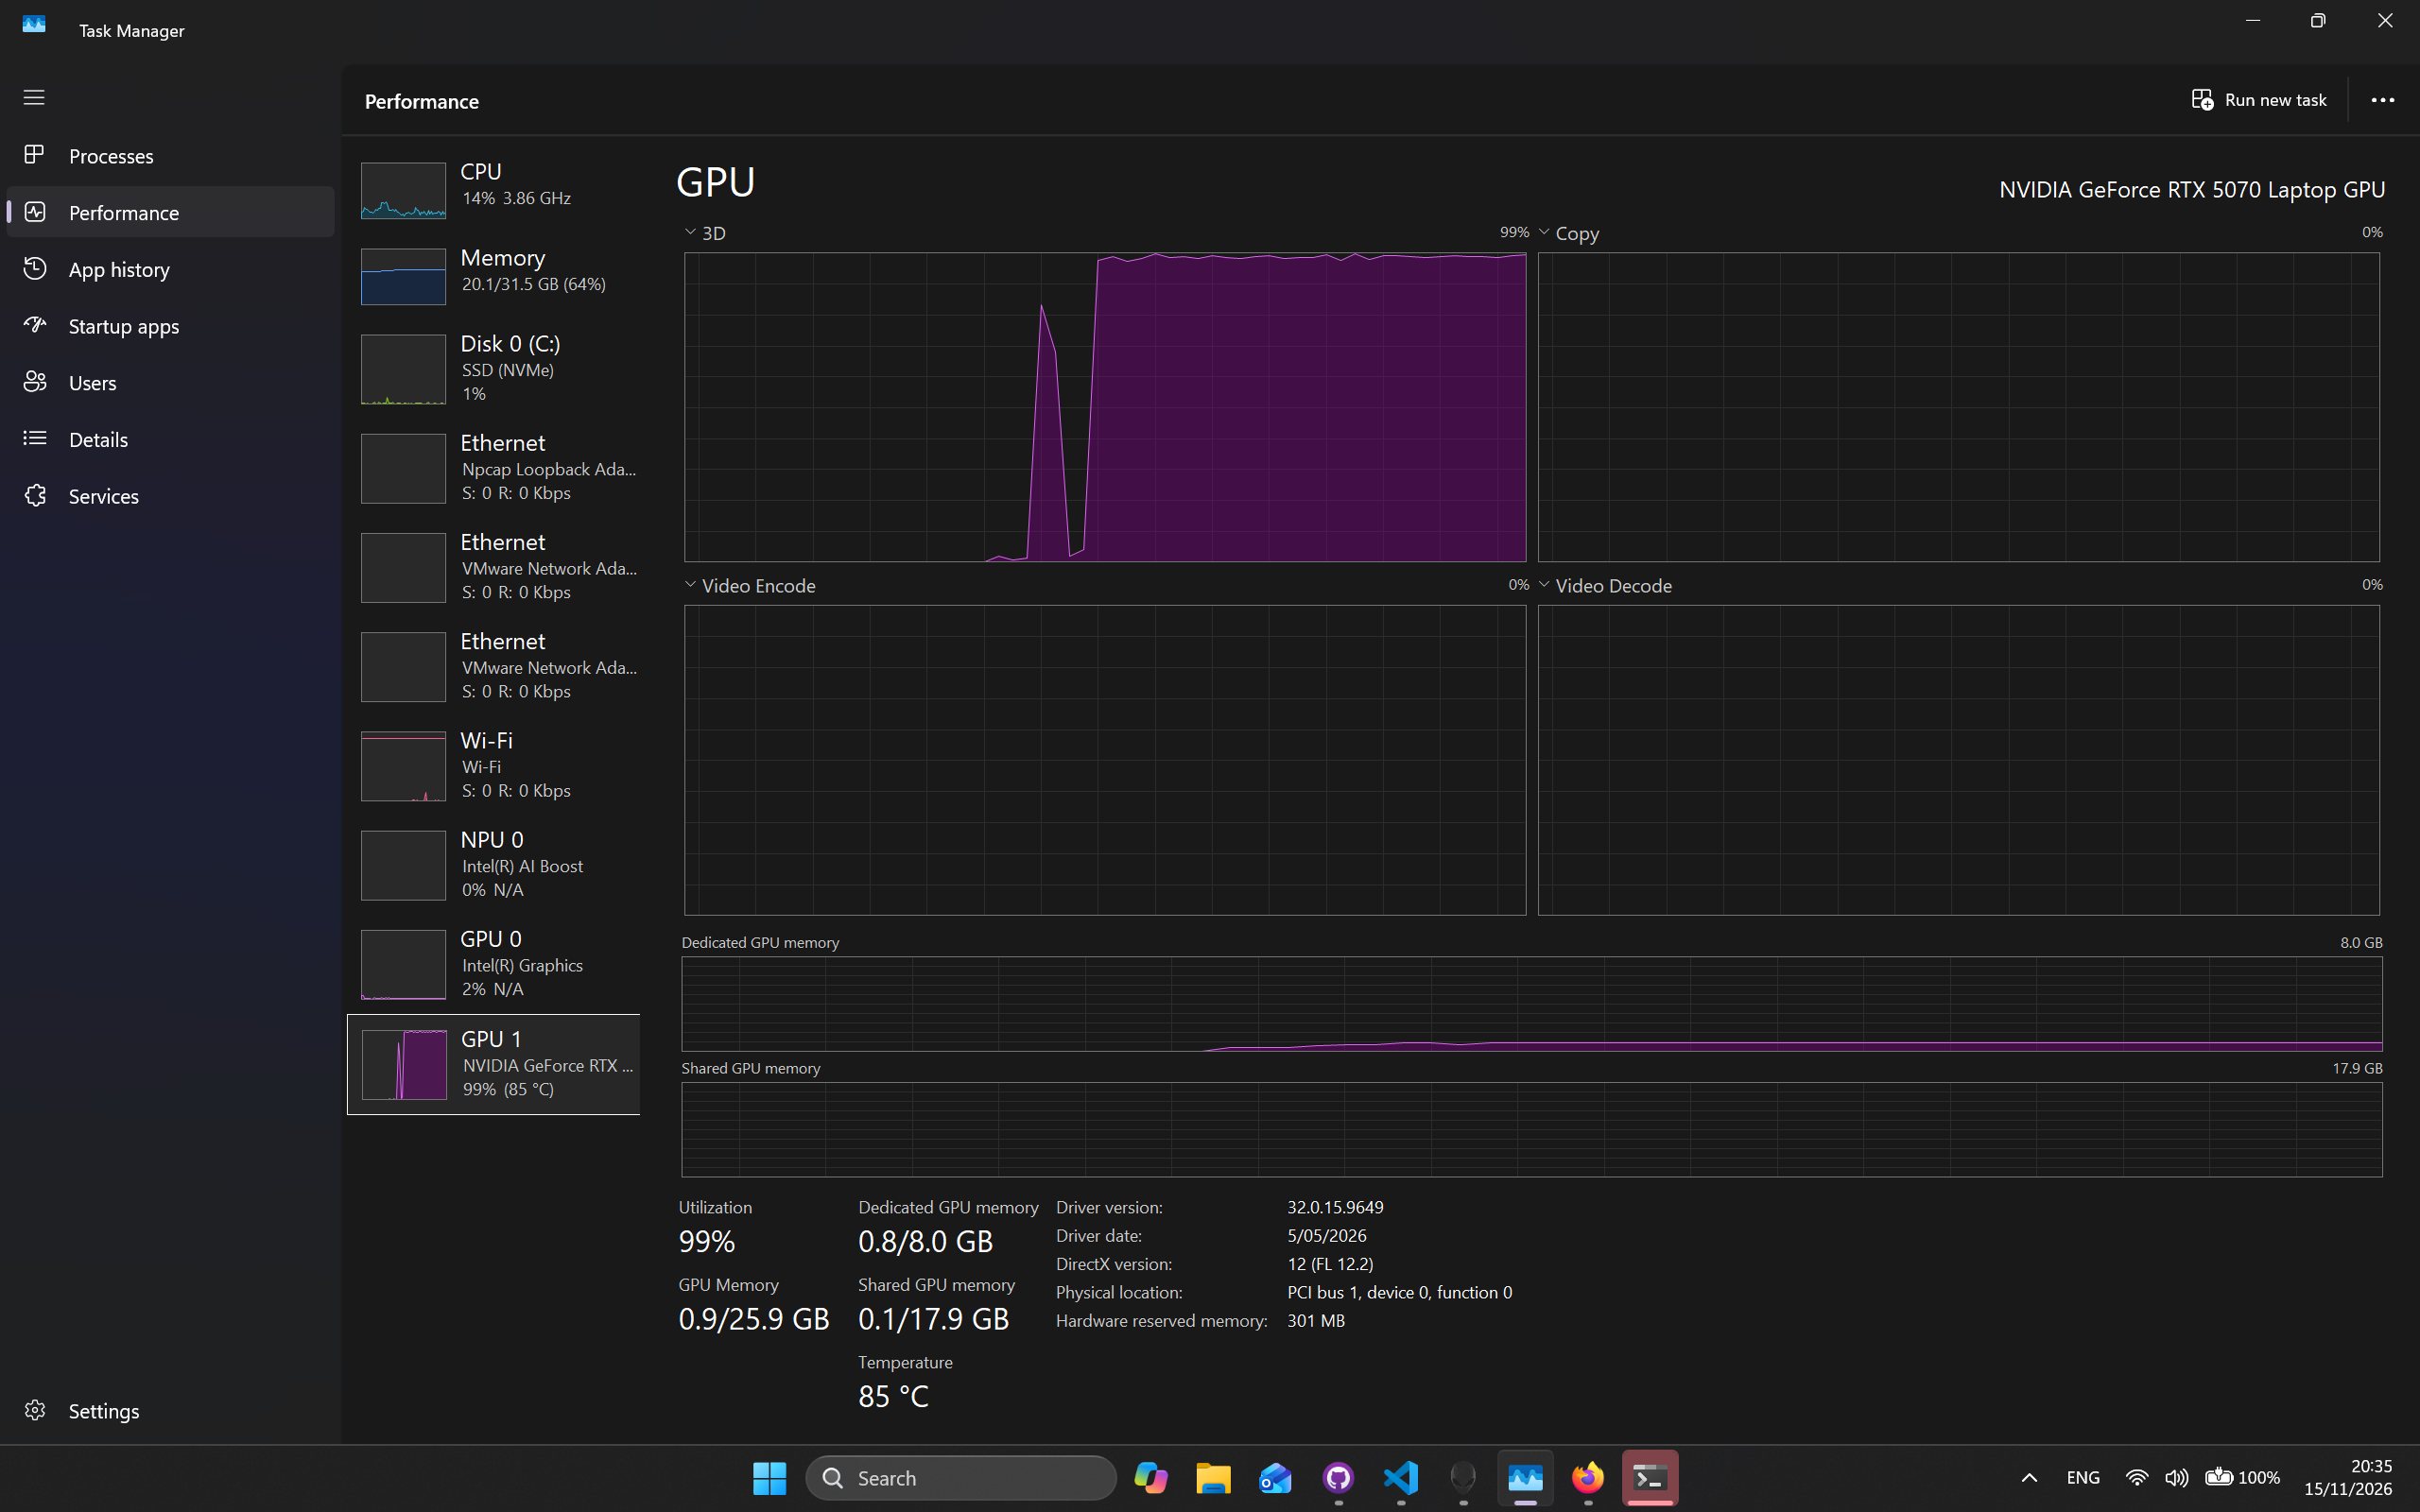 Task Manager
Performance
Run new task
Processes
Performance
App history
Startup apps
Users
Details
Services
Settings
CPU
14% 3.86 GHz
Memory
20.1/31.5 GB (64%)
Disk 0 (C:)
SSD (NVMe)
1%
Ethernet
Npcap Loopback Ada...
S: 0 R: 0 Kbps
Ethernet
VMware Network Ada...
S: 0 R: 0 Kbps
Ethernet
VMware Network Ada...
S: 0 R: 0 Kbps
Wi-Fi
Wi-Fi
S: 0 R: 0 Kbps
NPU 0
Intel(R) AI Boost
0% N/A
GPU 0
Intel(R) Graphics
2% N/A
GPU 1
NVIDIA GeForce RTX ...
99% (85 °C)
GPU
NVIDIA GeForce RTX 5070 Laptop GPU
3D 99%
Copy 0%
Video Encode 0%
Video Decode 0%
Dedicated GPU memory 8.0 GB
Shared GPU memory 17.9 GB
Utilization
99%
GPU Memory
0.9/25.9 GB
Dedicated GPU memory
0.8/8.0 GB
Shared GPU memory
0.1/17.9 GB
Temperature
85 °C
Driver version: 32.0.15.9649
Driver date: 5/05/2026
DirectX version: 12 (FL 12.2)
Physical location: PCI bus 1, device 0, function 0
Hardware reserved memory: 301 MB
Search
ENG
100%
20:35
15/11/2026